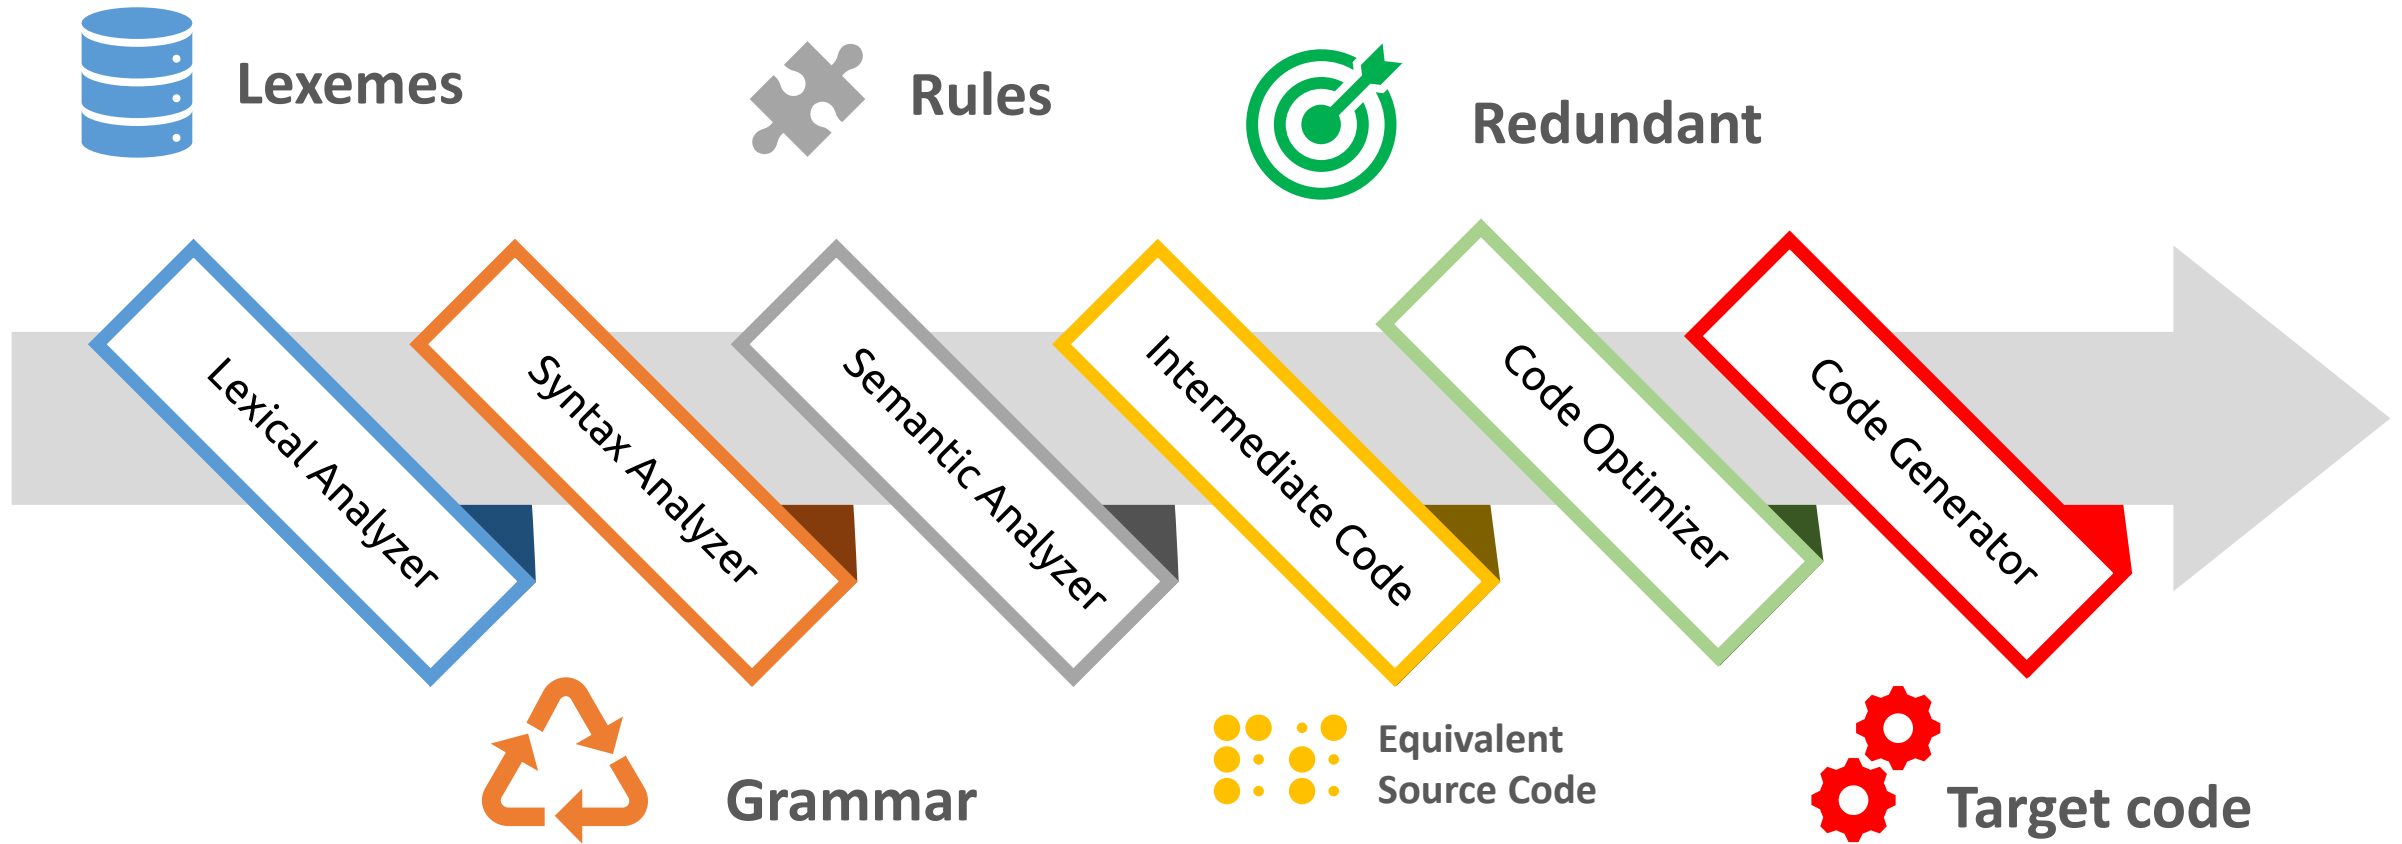 Lexemes
Rules
Redundant
Lexical Analyzer
Syntax Analyzer
Semantic Analyzer
Intermediate Code
Code Optimizer
Code Generator
Grammar
Equivalent
Source Code
Target code